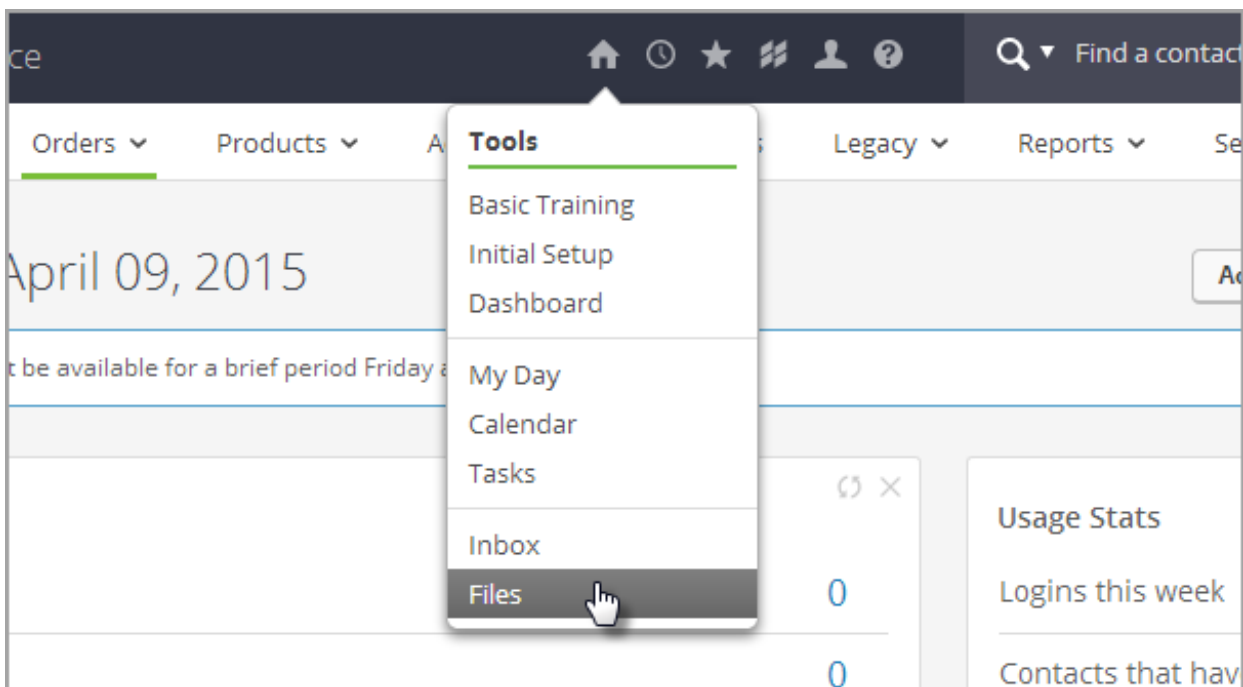 ce
Find a contact
Orders Products A Legacy Reports Se
Tools
Basic Training
Initial Setup
Dashboard
April 09, 2015
t be available for a brief period Friday a
My Day
Calendar
Tasks
Inbox
Files
0
0
Usage Stats
Logins this week
Contacts that hav